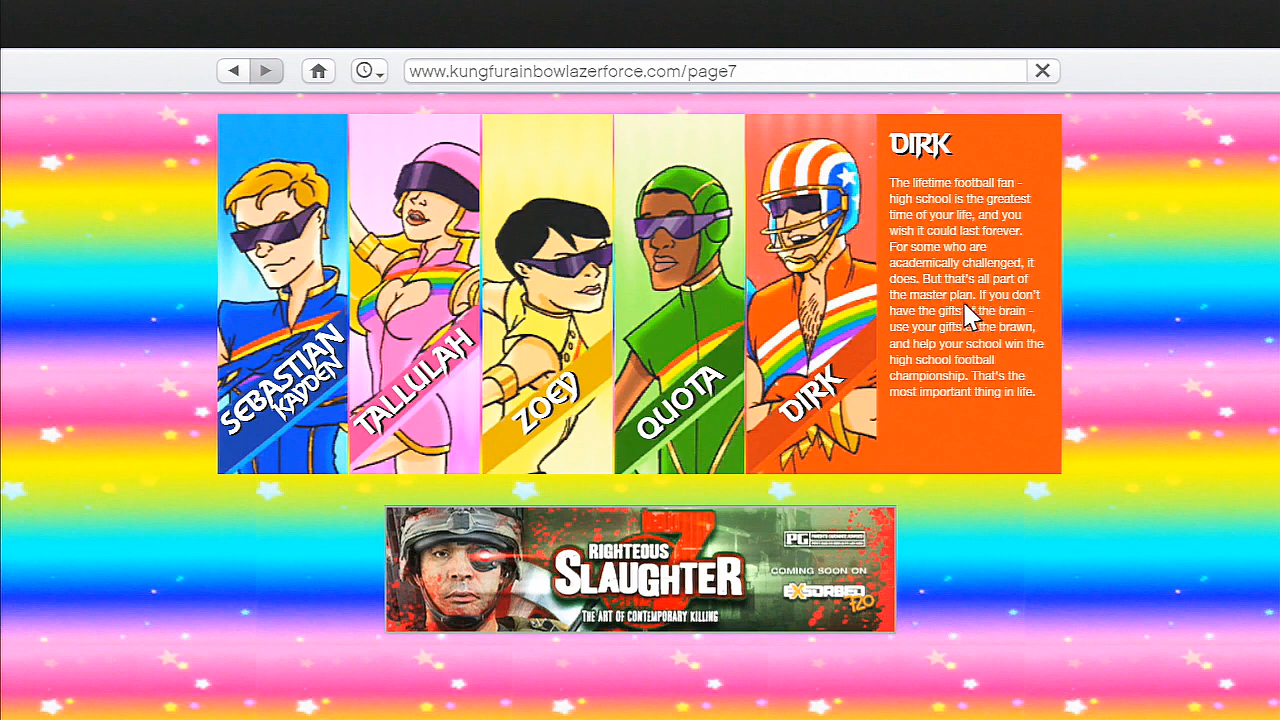 www.kungfurainbowlazerforce.com/page7
SEBASTIAN
KAYDEN
TALLULAH
ZOEY
QUOTA
DIRK
DIRK
The lifetime football fan -
high school is the greatest
time of your life, and you
wish it could last forever.
For some who are
academically challenged, it
does. But that's all part of
the master plan. If you don't
have the gifts the brain -
use your gifts the brawn,
and help your school win the
high school football
championship. That's the
most important thing in life.
7
RIGHTEOUS
SLAUGHTER
THE ART OF CONTEMPORARY KILLING
PG
COMING SOON ON
EXSORBED
720